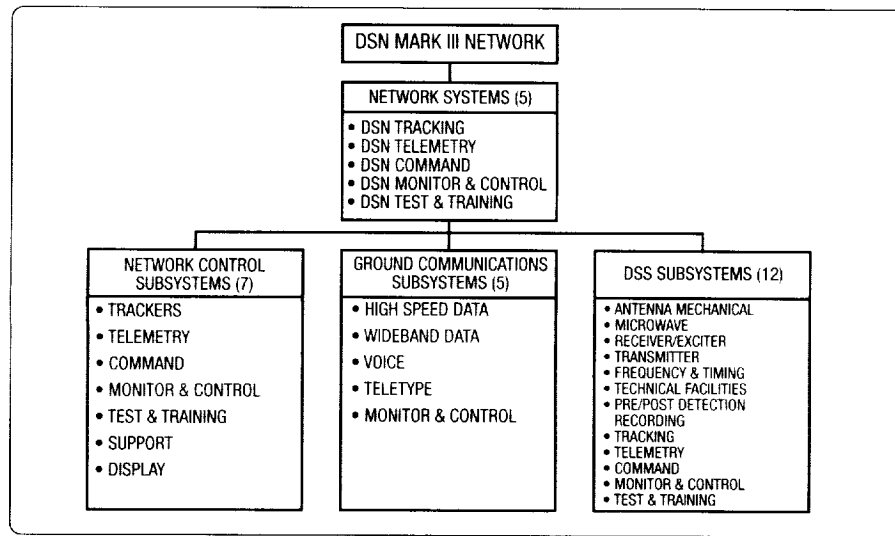 DSN MARK III NETWORK
NETWORK SYSTEMS (5)
• DSN TRACKING
• DSN TELEMETRY
• DSN COMMAND
• DSN MONITOR & CONTROL
• DSN TEST & TRAINING
NETWORK CONTROL
SUBSYSTEMS (7)
• TRACKERS
• TELEMETRY
• COMMAND
• MONITOR & CONTROL
• TEST & TRAINING
• SUPPORT
• DISPLAY
GROUND COMMUNICATIONS
SUBSYSTEMS (5)
• HIGH SPEED DATA
• WIDEBAND DATA
• VOICE
• TELETYPE
• MONITOR & CONTROL
DSS SUBSYSTEMS (12)
• ANTENNA MECHANICAL
• MICROWAVE
• RECEIVER/EXCITER
• TRANSMITTER
• FREQUENCY & TIMING
• TECHNICAL FACILITIES
• PRE/POST DETECTION
RECORDING
• TRACKING
• TELEMETRY
• COMMAND
• MONITOR & CONTROL
• TEST & TRAINING